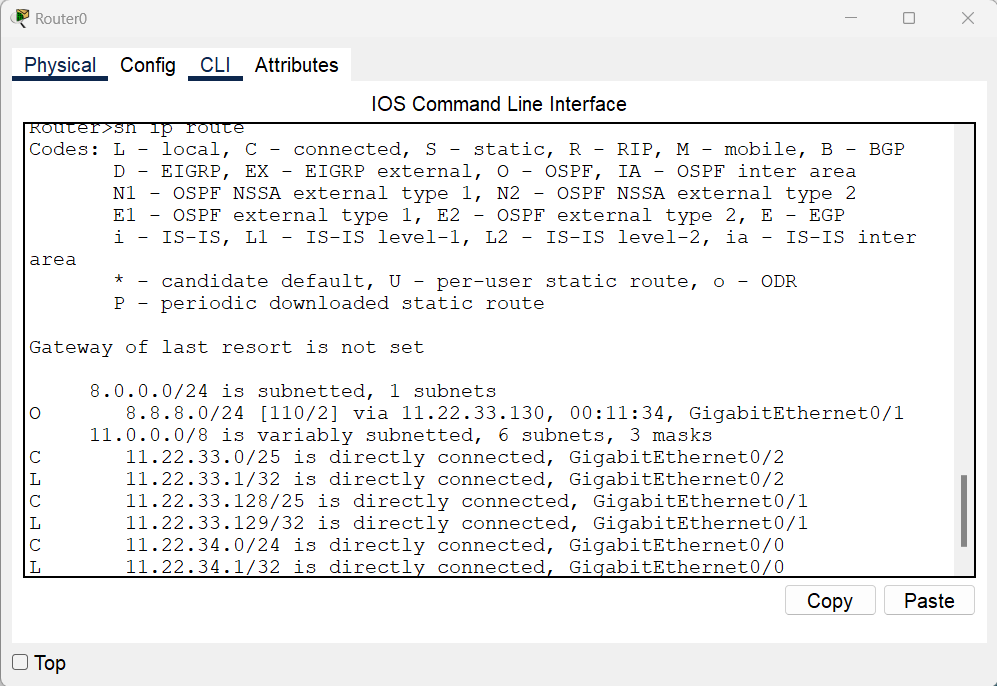 Router0
Physical Config CLI Attributes
IOS Command Line Interface
Router>sh ip route
Codes: L - local, C - connected, S - static, R - RIP, M - mobile, B - BGP
D - EIGRP, EX - EIGRP external, O - OSPF, IA - OSPF inter area
N1 - OSPF NSSA external type 1, N2 - OSPF NSSA external type 2
E1 - OSPF external type 1, E2 - OSPF external type 2, E - EGP
i - IS-IS, L1 - IS-IS level-1, L2 - IS-IS level-2, ia - IS-IS inter
area
* - candidate default, U - per-user static route, o - ODR
P - periodic downloaded static route
Gateway of last resort is not set
8.0.0.0/24 is subnetted, 1 subnets
O 8.8.8.0/24 [110/2] via 11.22.33.130, 00:11:34, GigabitEthernet0/1
11.0.0.0/8 is variably subnetted, 6 subnets, 3 masks
C 11.22.33.0/25 is directly connected, GigabitEthernet0/2
L 11.22.33.1/32 is directly connected, GigabitEthernet0/2
C 11.22.33.128/25 is directly connected, GigabitEthernet0/1
L 11.22.33.129/32 is directly connected, GigabitEthernet0/1
C 11.22.34.0/24 is directly connected, GigabitEthernet0/0
L 11.22.34.1/32 is directly connected, GigabitEthernet0/0
Copy Paste
Top